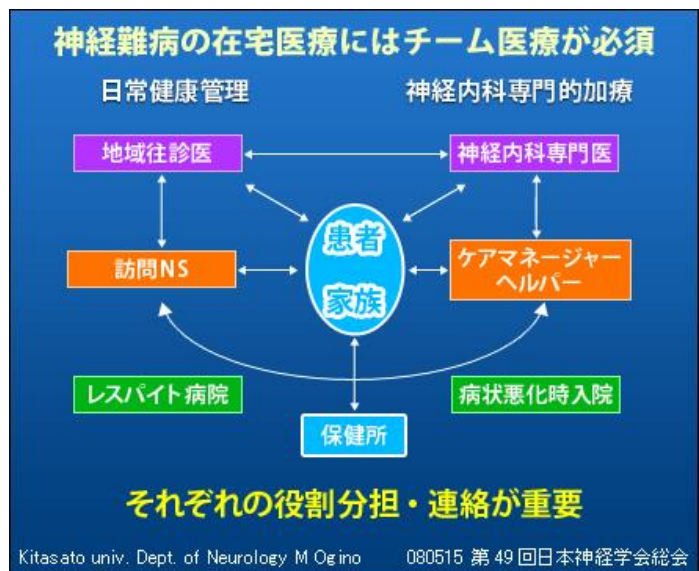 神経難病の在宅医療にはチーム医療が必須
日常健康管理
神経内科専門的加療
地域往診医
神経内科専門医
患者
家族
訪問NS
ケアマネージャー
ヘルパー
レスパイト病院
病状悪化時入院
保健所
それぞれの役割分担・連絡が重要
Kitasato univ. Dept. of Neurology M Ogino
080515 第49回日本神経学会総会